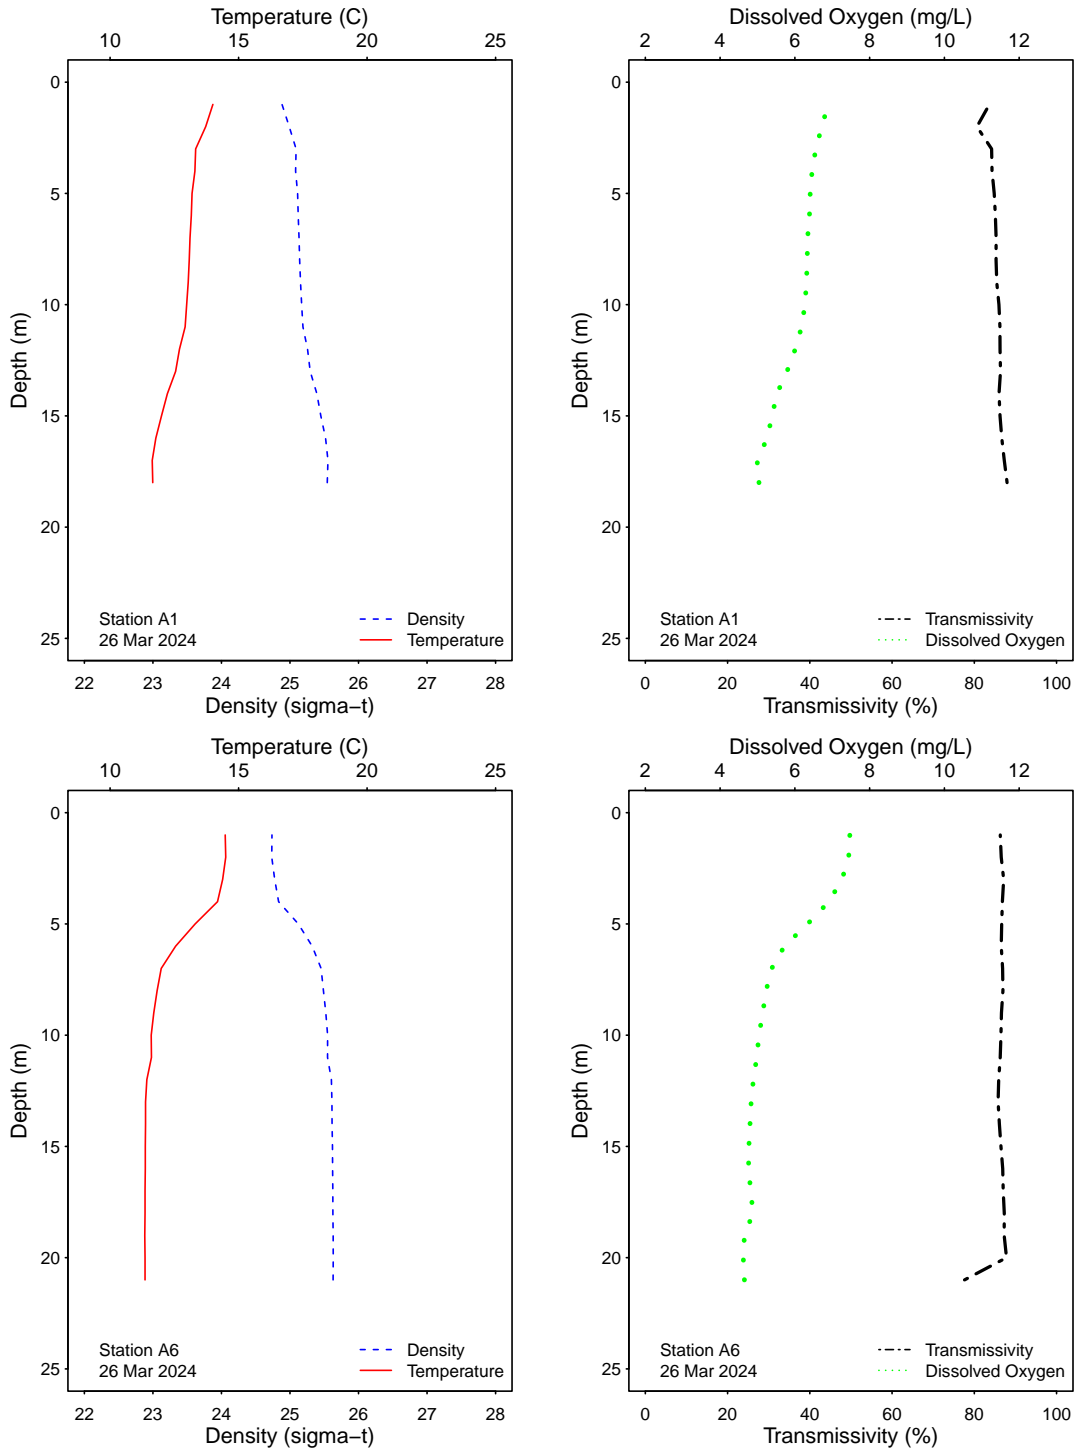 Temperature (C)
10 15 20 25
0
5
10
15
20
25
Depth (m)
Station A1
26 Mar 2024
Density
Temperature
22 23 24 25 26 27 28
Density (sigma−t)
Dissolved Oxygen (mg/L)
2 4 6 8 10 12
0
5
10
15
20
25
Depth (m)
Station A1
26 Mar 2024
Transmissivity
Dissolved Oxygen
0 20 40 60 80 100
Transmissivity (%)
Temperature (C)
10 15 20 25
0
5
10
15
20
25
Depth (m)
Station A6
26 Mar 2024
Density
Temperature
22 23 24 25 26 27 28
Density (sigma−t)
Dissolved Oxygen (mg/L)
2 4 6 8 10 12
0
5
10
15
20
25
Depth (m)
Station A6
26 Mar 2024
Transmissivity
Dissolved Oxygen
0 20 40 60 80 100
Transmissivity (%)